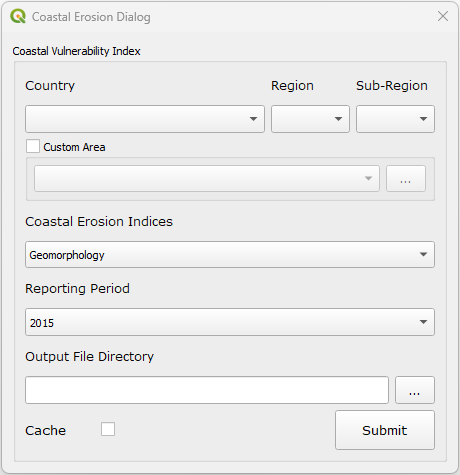 Coastal Erosion Dialog
Coastal Vulnerability Index
Country Region Sub-Region
Custom Area
...
Coastal Erosion Indices
Geomorphology
Reporting Period
2015
Output File Directory
...
Cache Submit